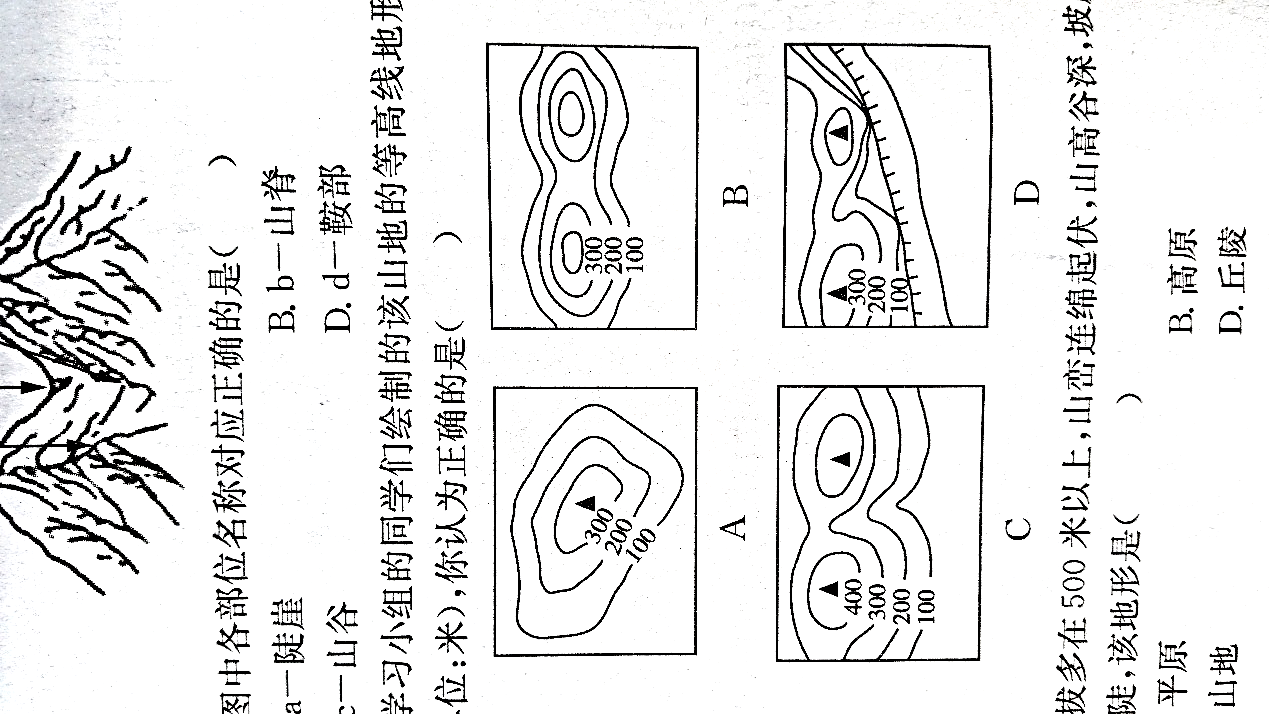 图中各部位名称对应正确的是(　　)
a—陡崖　B. b—山脊
c—山谷　D. d—鞍部
学习小组的同学们绘制的该山地的等高线地形
位:米),你认为正确的是(　　)
300
200
100
A
300
200
100
B
400
300
200
100
C
300
200
100
D
拔多在500米以上,山峦连绵起伏,山高谷深,坡
陡,该地形是(　　)
平原　B. 高原
山地　D. 丘陵